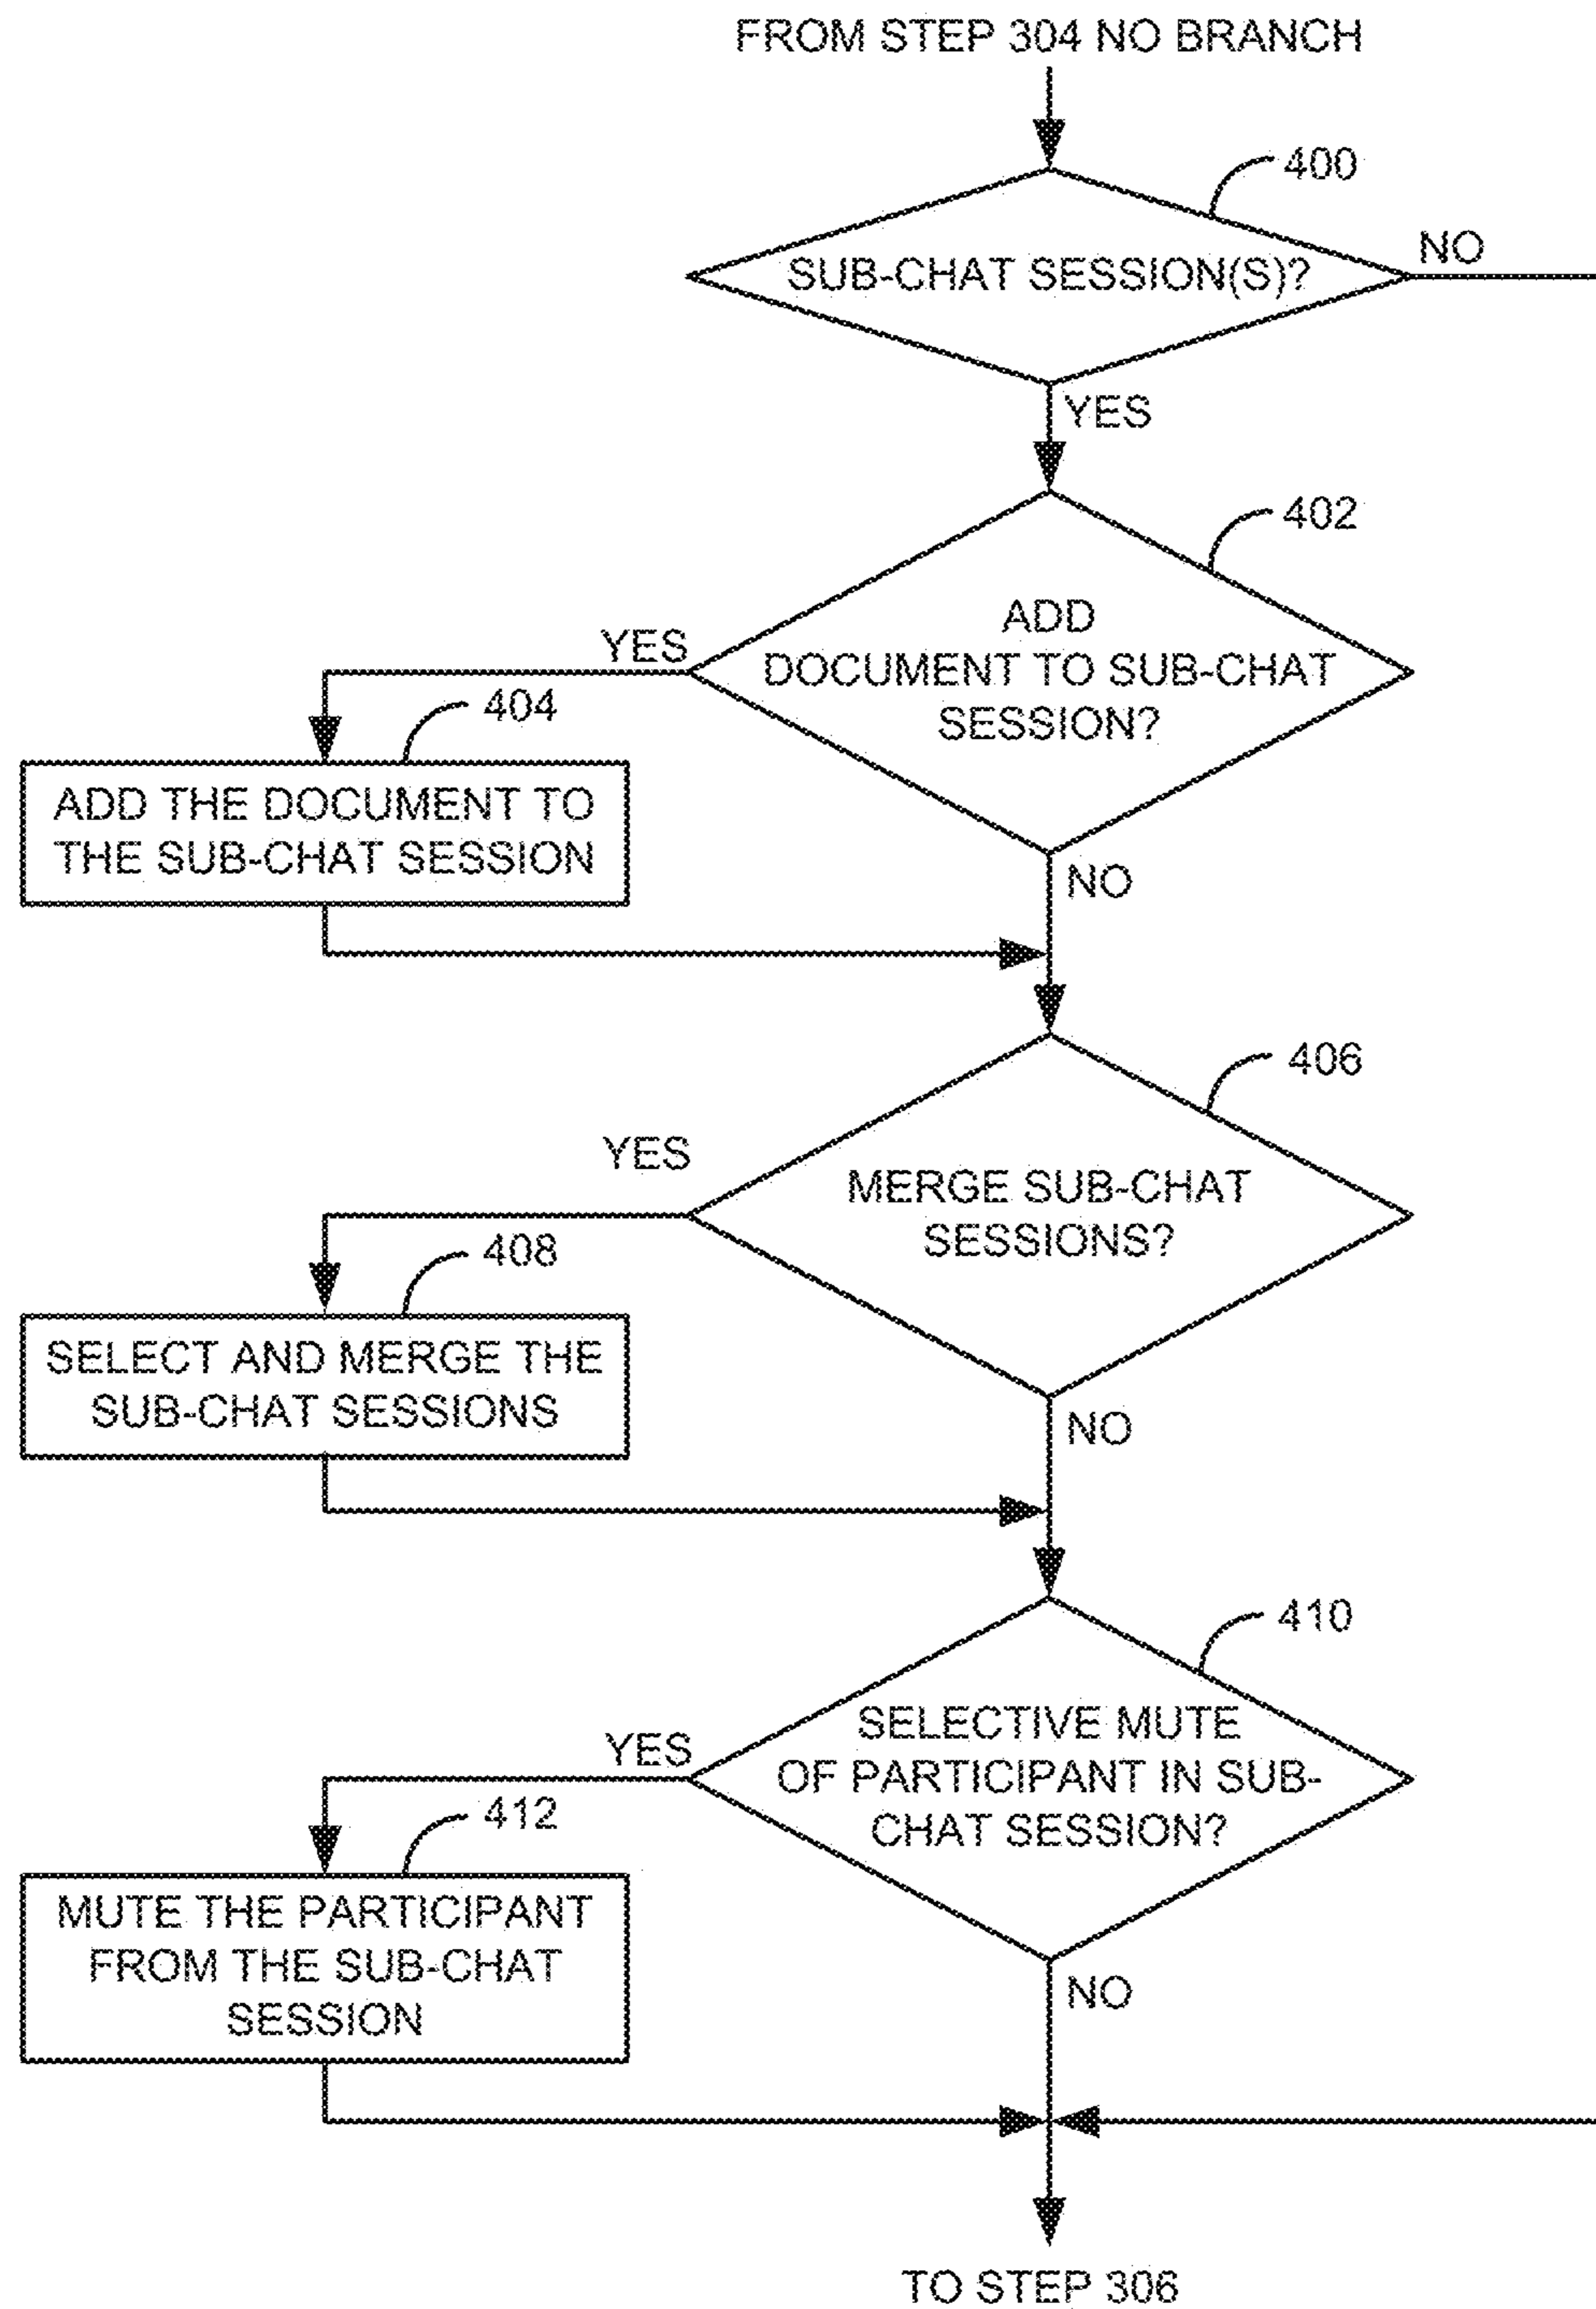 FROM STEP 304 NO BRANCH
400
SUB-CHAT SESSION(S)?
NO
YES
402
ADD
DOCUMENT TO SUB-CHAT
SESSION?
YES
404
ADD THE DOCUMENT TO
THE SUB-CHAT SESSION
NO
406
MERGE SUB-CHAT
SESSIONS?
YES
408
SELECT AND MERGE THE
SUB-CHAT SESSIONS
NO
410
SELECTIVE MUTE
OF PARTICIPANT IN SUB-
CHAT SESSION?
YES
412
MUTE THE PARTICIPANT
FROM THE SUB-CHAT
SESSION
NO
TO STEP 306